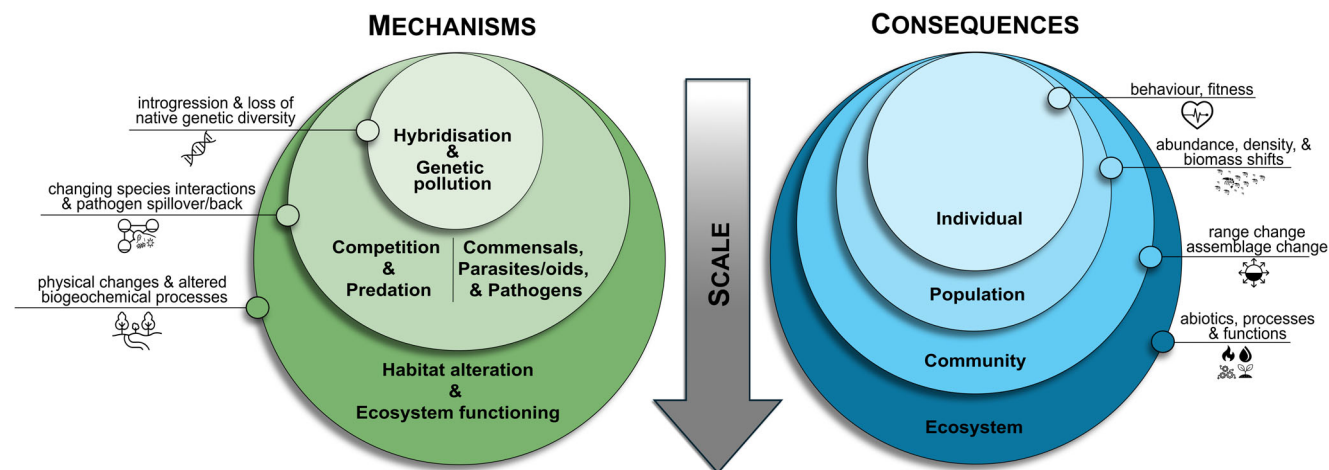 MECHANISMS
introgression & loss of
native genetic diversity
changing species interactions
& pathogen spillover/back
physical changes & altered
biogeochemical processes
Hybridisation
&
Genetic
pollution
Competition
&
Predation
Commensals,
Parasites/oids,
& Pathogens
Habitat alteration
&
Ecosystem functioning
SCALE
CONSEQUENCES
Individual
Population
Community
Ecosystem
behaviour, fitness
abundance, density, &
biomass shifts
range change
assemblage change
abiotics, processes
& functions